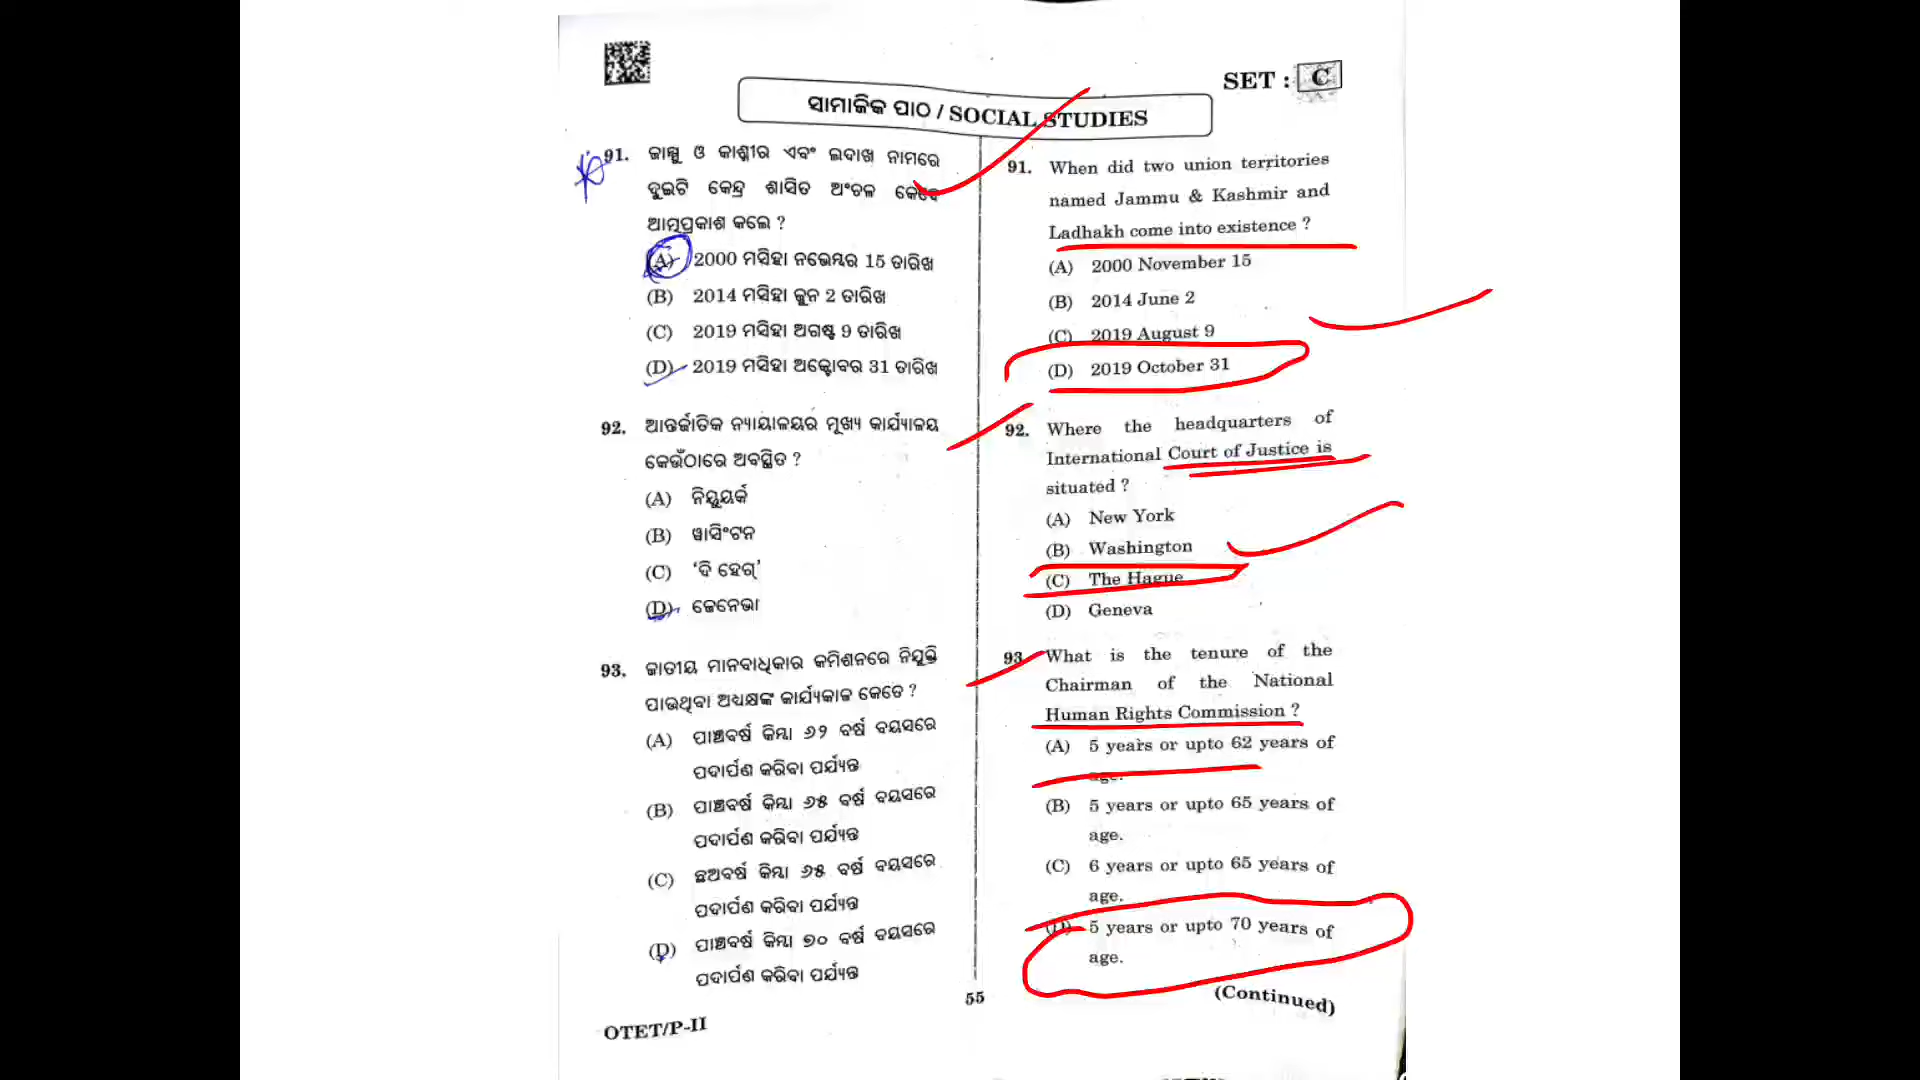 SET : C
ସାମାଜିକ ପାଠ / SOCIAL STUDIES
91. ଜାମ୍ମୁ ଓ କାଶ୍ମୀର ଏବଂ ଲଦାଖ ନାମରେ
ଦୁଇଟି କେନ୍ଦ୍ର ଶାସିତ ଅଂଚଳ କେବେ
ଆତ୍ମପ୍ରକାଶ କଲେ ?
(A) 2000 ମସିହା ନଭେମ୍ବର 15 ତାରିଖ
(B) 2014 ମସିହା ଜୁନ 2 ତାରିଖ
(C) 2019 ମସିହା ଅଗଷ୍ଟ 9 ତାରିଖ
(D) 2019 ମସିହା ଅକ୍ଟୋବର 31 ତାରିଖ
92. ଆନ୍ତର୍ଜାତିକ ନ୍ୟାୟାଳୟର ମୁଖ୍ୟ କାର୍ଯ୍ୟାଳୟ
କେଉଁଠାରେ ଅବସ୍ଥିତ ?
(A) ନିୟୁୟର୍କ
(B) ୱାସିଂଟନ
(C) ‘ଦି ହେଗ୍’
(D) ଜେନେଭା
93. ଜାତୀୟ ମାନବାଧିକାର କମିଶନରେ ନିଯୁକ୍ତି
ପାଉଥିବା ଅଧ୍ୟକ୍ଷଙ୍କ କାର୍ଯ୍ୟକାଳ କେତେ ?
(A) ପାଞ୍ଚବର୍ଷ କିମ୍ବା ୬୨ ବର୍ଷ ବୟସରେ
ପଦାର୍ପଣ କରିବା ପର୍ଯ୍ୟନ୍ତ
(B) ପାଞ୍ଚବର୍ଷ କିମ୍ବା ୬୫ ବର୍ଷ ବୟସରେ
ପଦାର୍ପଣ କରିବା ପର୍ଯ୍ୟନ୍ତ
(C) ଛଅବର୍ଷ କିମ୍ବା ୬୫ ବର୍ଷ ବୟସରେ
ପଦାର୍ପଣ କରିବା ପର୍ଯ୍ୟନ୍ତ
(D) ପାଞ୍ଚବର୍ଷ କିମ୍ବା ୭୦ ବର୍ଷ ବୟସରେ
ପଦାର୍ପଣ କରିବା ପର୍ଯ୍ୟନ୍ତ
91. When did two union territories
named Jammu & Kashmir and
Ladhakh come into existence ?
(A) 2000 November 15
(B) 2014 June 2
(C) 2019 August 9
(D) 2019 October 31
92. Where the headquarters of
International Court of Justice is
situated ?
(A) New York
(B) Washington
(C) The Hague
(D) Geneva
93. What is the tenure of the
Chairman of the National
Human Rights Commission ?
(A) 5 years or upto 62 years of
age.
(B) 5 years or upto 65 years of
age.
(C) 6 years or upto 65 years of
age.
(D) 5 years or upto 70 years of
age.
OTET/P-II
55
(Continued)